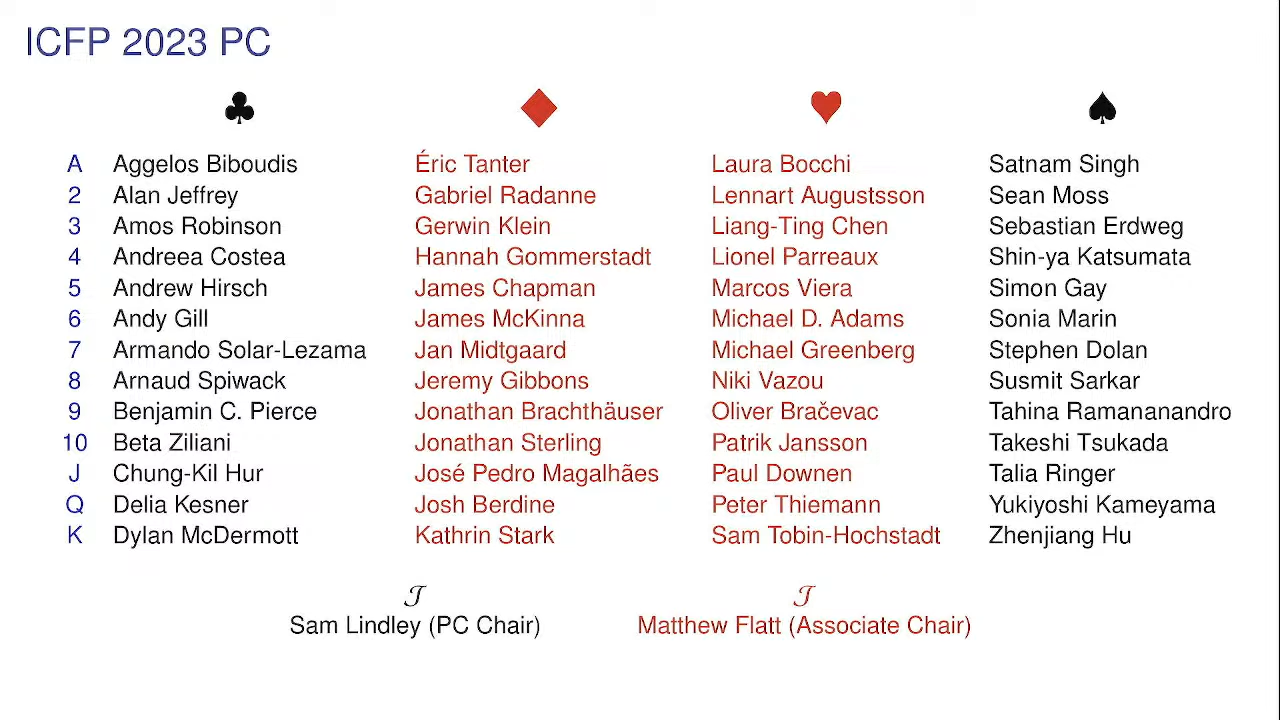 ICFP 2023 PC
♣ ♦ ♥ ♠
A Aggelos Biboudis Éric Tanter Laura Bocchi Satnam Singh
2 Alan Jeffrey Gabriel Radanne Lennart Augustsson Sean Moss
3 Amos Robinson Gerwin Klein Liang-Ting Chen Sebastian Erdweg
4 Andreea Costea Hannah Gommerstadt Lionel Parreaux Shin-ya Katsumata
5 Andrew Hirsch James Chapman Marcos Viera Simon Gay
6 Andy Gill James McKinna Michael D. Adams Sonia Marin
7 Armando Solar-Lezama Jan Midtgaard Michael Greenberg Stephen Dolan
8 Arnaud Spiwack Jeremy Gibbons Niki Vazou Susmit Sarkar
9 Benjamin C. Pierce Jonathan Brachthäuser Oliver Bračevac Tahina Ramananandro
10 Beta Ziliani Jonathan Sterling Patrik Jansson Takeshi Tsukada
J Chung-Kil Hur José Pedro Magalhães Paul Downen Talia Ringer
Q Delia Kesner Josh Berdine Peter Thiemann Yukiyoshi Kameyama
K Dylan McDermott Kathrin Stark Sam Tobin-Hochstadt Zhenjiang Hu
𝒥 𝒥
Sam Lindley (PC Chair) Matthew Flatt (Associate Chair)